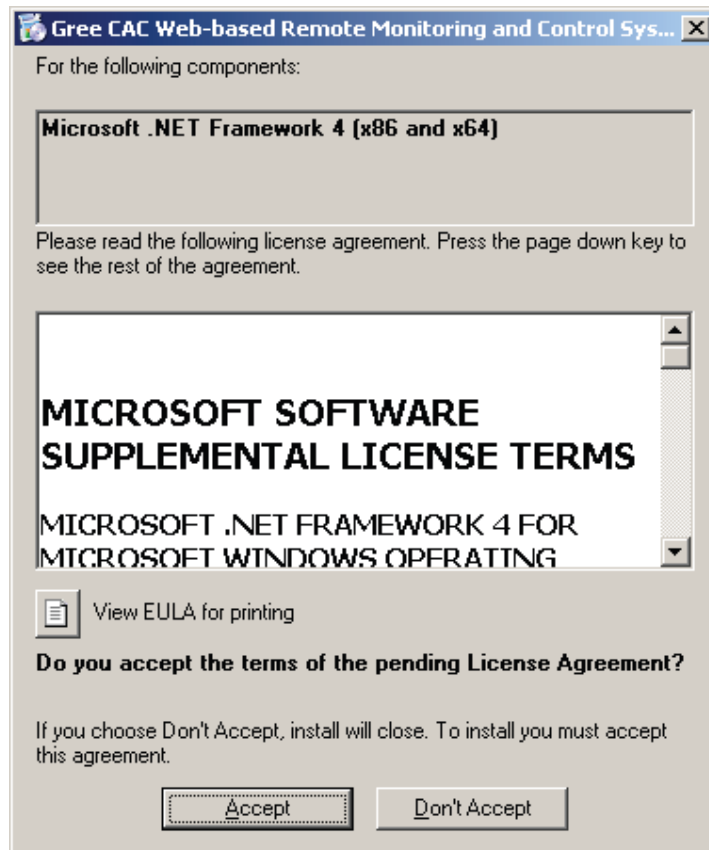 Gree CAC Web-based Remote Monitoring and Control Sys...
For the following components:
Microsoft .NET Framework 4 (x86 and x64)
Please read the following license agreement. Press the page down key to
see the rest of the agreement.
MICROSOFT SOFTWARE
SUPPLEMENTAL LICENSE TERMS
MICROSOFT .NET FRAMEWORK 4 FOR
MICROSOFT WINDOWS OPERATING
View EULA for printing
Do you accept the terms of the pending License Agreement?
If you choose Don't Accept, install will close. To install you must accept
this agreement.
Accept
Don't Accept